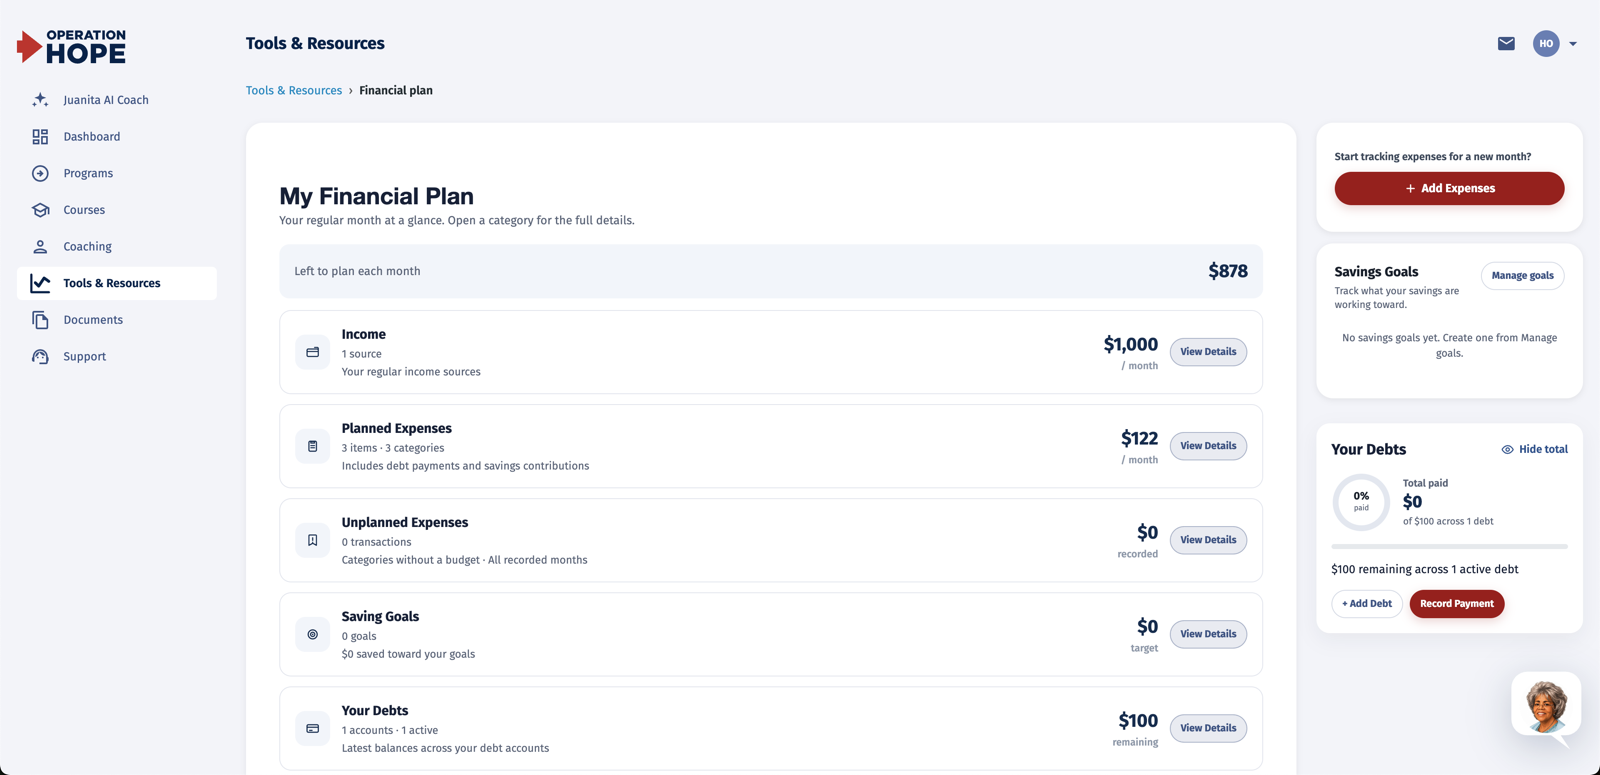 OPERATION
HOPE
Juanita AI Coach
Dashboard
Programs
Courses
Coaching
Tools & Resources
Documents
Support
Tools & Resources
HO
Tools & Resources › Financial plan
My Financial Plan
Your regular month at a glance. Open a category for the full details.
Left to plan each month
$878
Income
1 source
Your regular income sources
$1,000
/ month
View Details
Planned Expenses
3 items · 3 categories
Includes debt payments and savings contributions
$122
/ month
View Details
Unplanned Expenses
0 transactions
Categories without a budget · All recorded months
$0
recorded
View Details
Saving Goals
0 goals
$0 saved toward your goals
$0
target
View Details
Your Debts
1 accounts · 1 active
Latest balances across your debt accounts
$100
remaining
View Details
Start tracking expenses for a new month?
+ Add Expenses
Savings Goals
Manage goals
Track what your savings are
working toward.
No savings goals yet. Create one from Manage
goals.
Your Debts
Hide total
0%
paid
Total paid
$0
of $100 across 1 debt
$100 remaining across 1 active debt
+ Add Debt
Record Payment